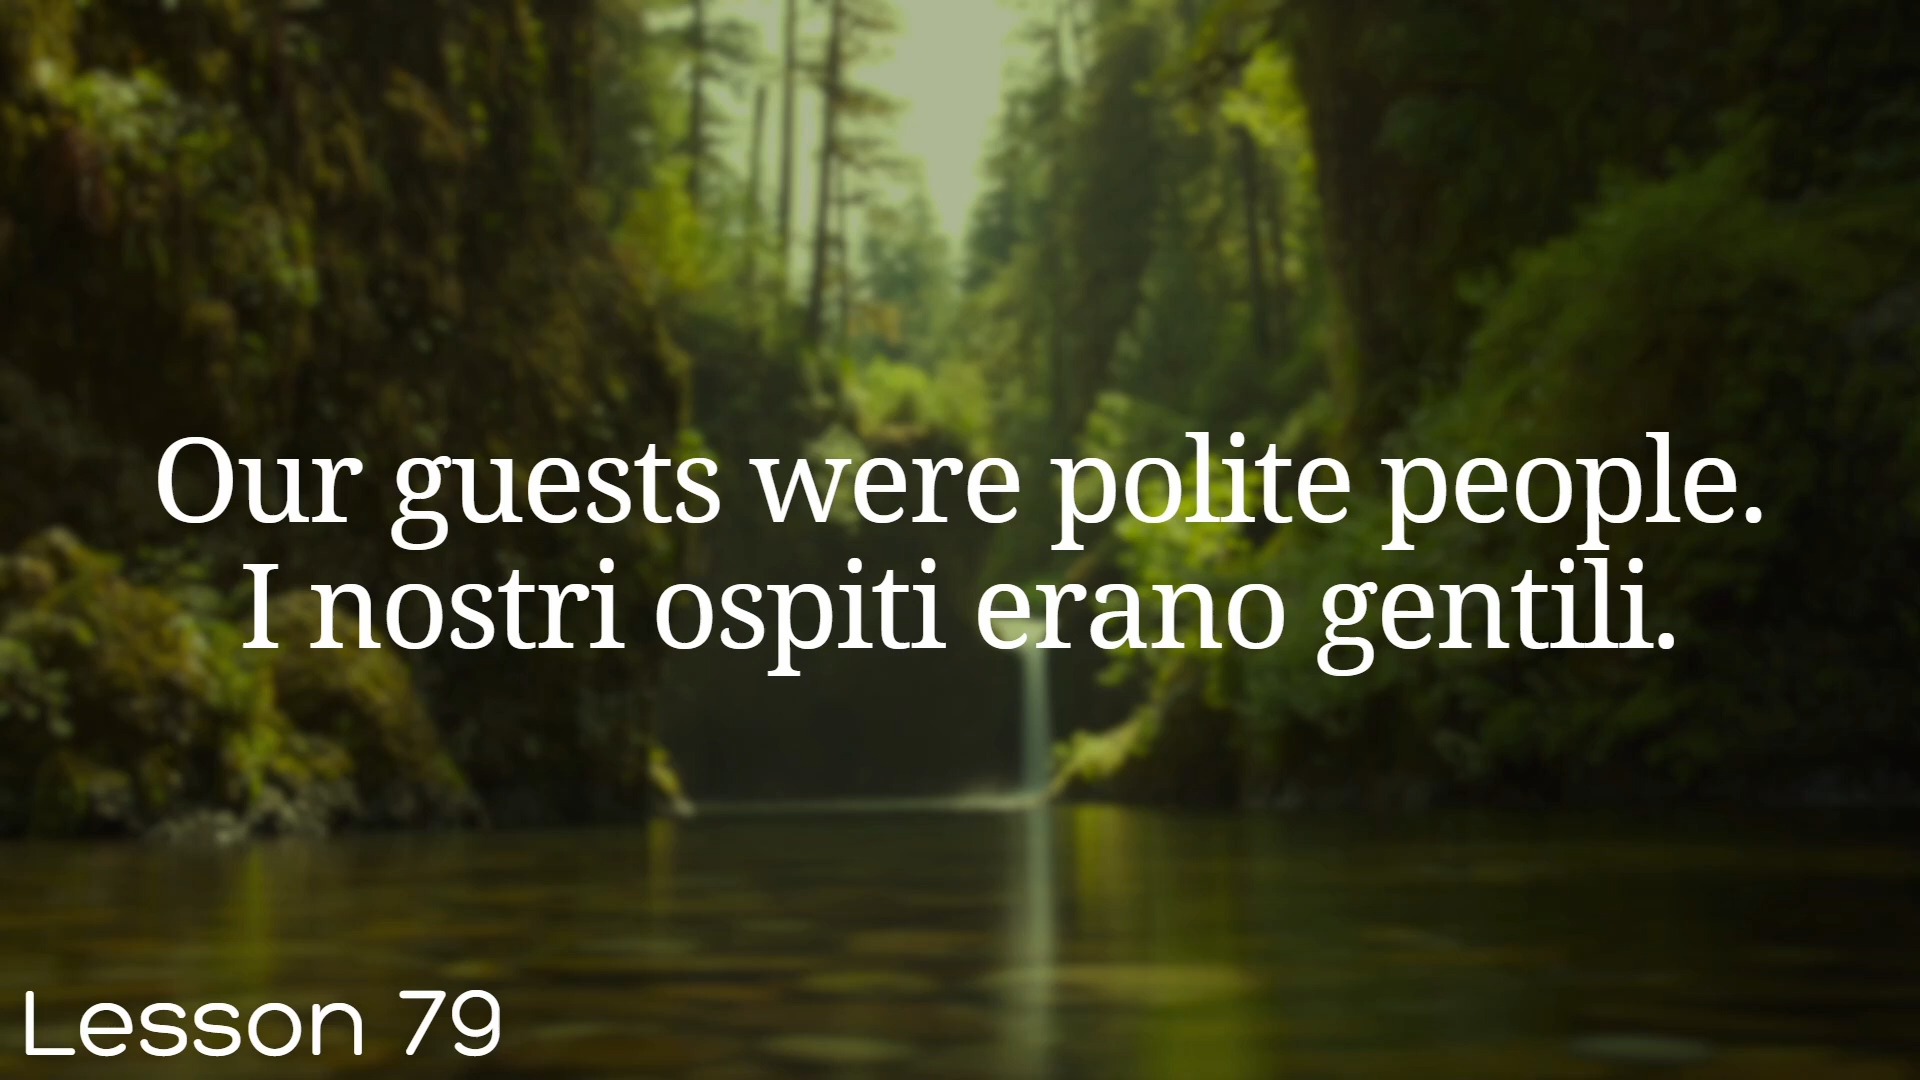 Our guests were polite people.
I nostri ospiti erano gentili.
Lesson 79